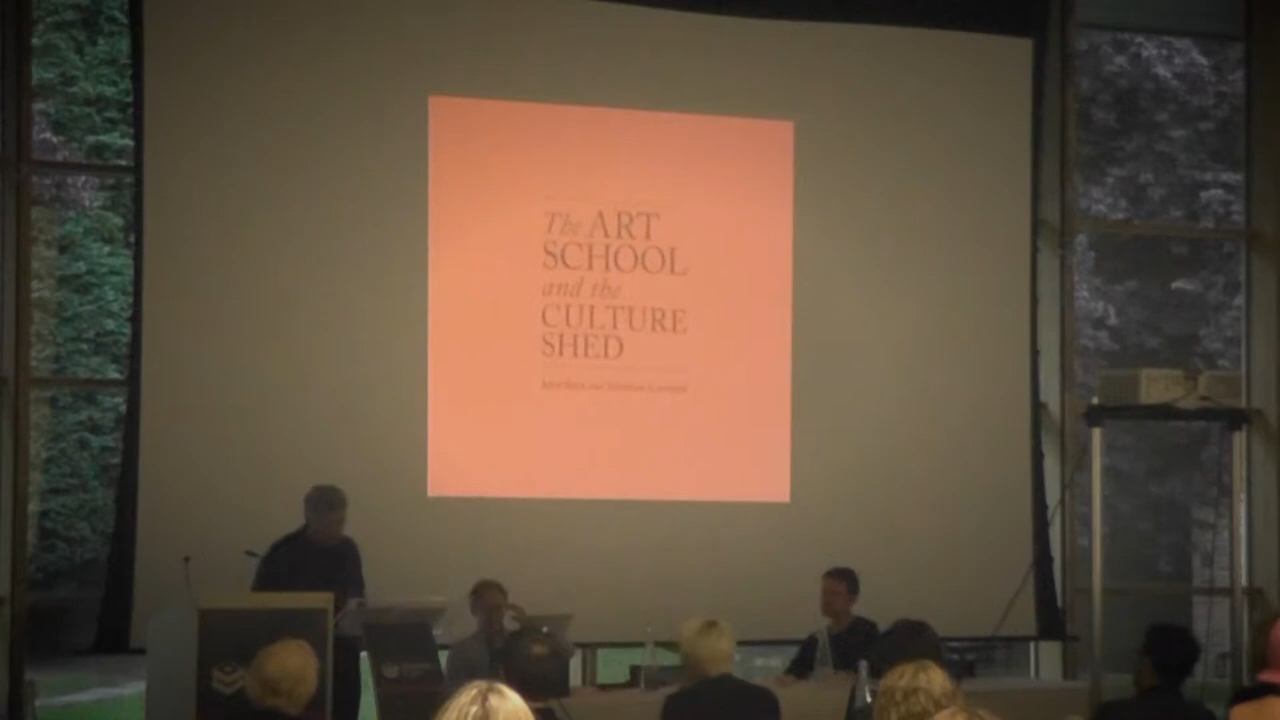 The ART
SCHOOL
and the
CULTURE
SHED